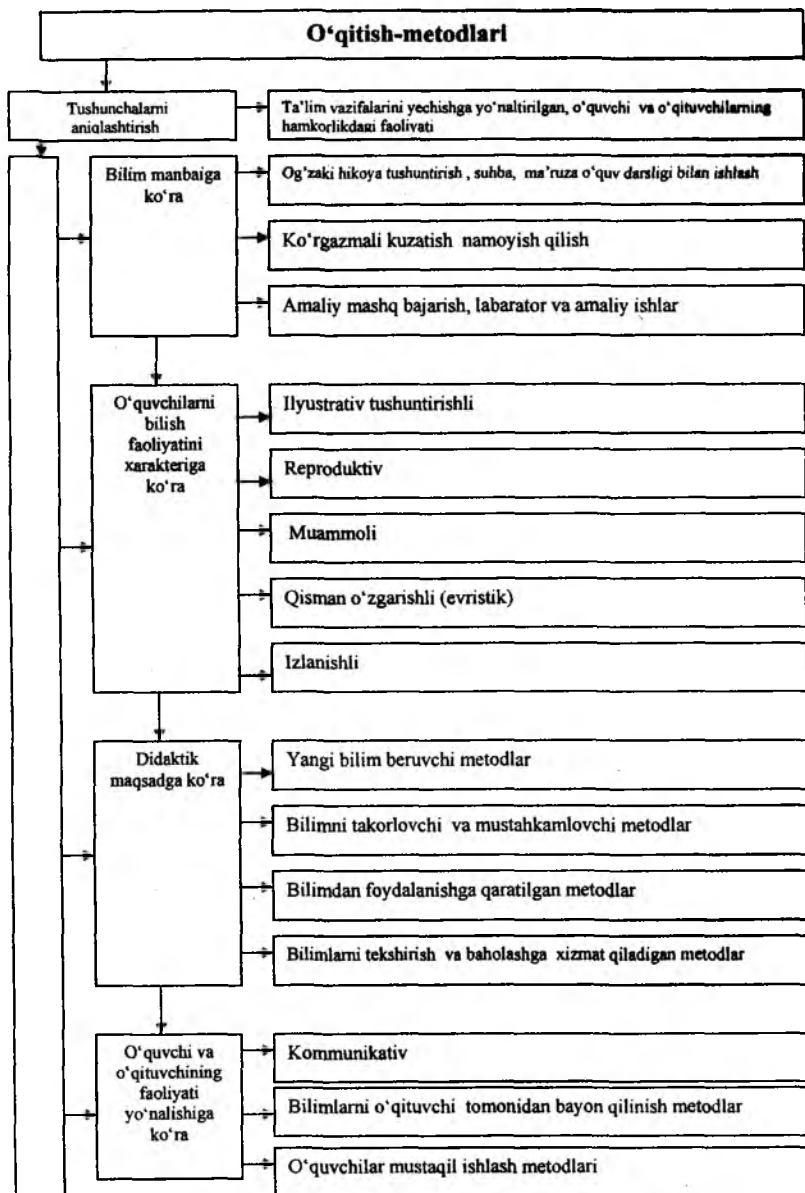 O‘qitish-metodlari
Tushunchalarni
aniqlashtirish
Ta’lim vazifalarini yechishga yo‘naltirilgan, o‘quvchi va o‘qituvchilarning
hamkorlikdagi faoliyati
Bilim manbaiga
ko‘ra
Og‘zaki hikoya tushuntirish , suhba, ma’ruza o‘quv darsligi bilan ishlash
Ko‘rgazmali kuzatish namoyish qilish
Amaliy mashq bajarish, labarator va amaliy ishlar
O‘quvchilarni
bilish
faoliyatini
xarakteriga
ko‘ra
Ilyustrativ tushuntirishli
Reproduktiv
Muammoli
Qisman o‘zgarishli (evristik)
Izlanishli
Didaktik
maqsadga ko‘ra
Yangi bilim beruvchi metodlar
Bilimni takorlovchi va mustahkamlovchi metodlar
Bilimdan foydalanishga qaratilgan metodlar
Bilimlarni tekshirish va baholashga xizmat qiladigan metodlar
O‘quvchi va
o‘qituvchining
faoliyati
yo‘nalishiga
ko‘ra
Kommunikativ
Bilimlarni o‘qituvchi tomonidan bayon qilinish metodlar
O‘quvchilar mustaqil ishlash metodlari